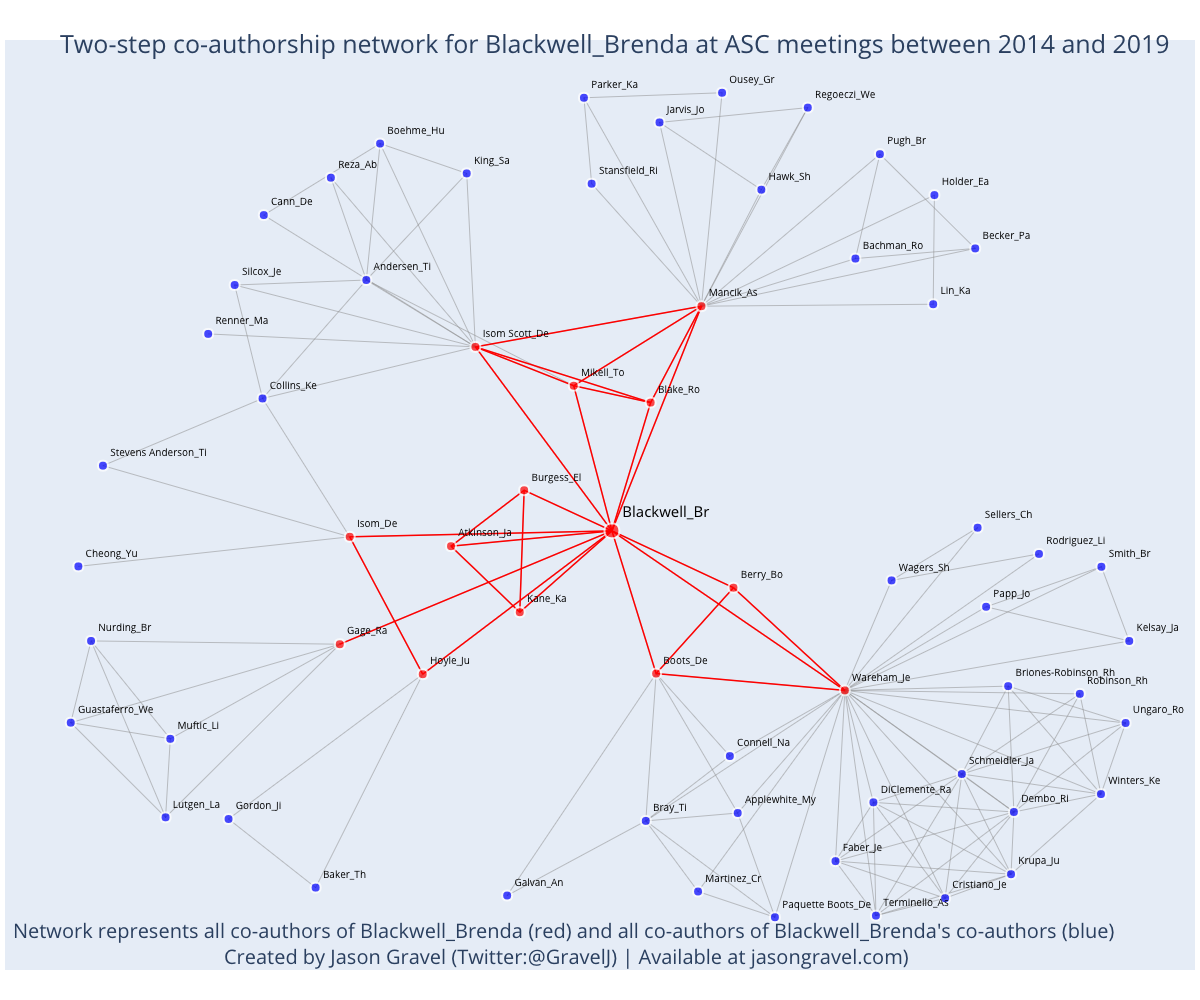 Two-step co-authorship network for Blackwell_Brenda at ASC meetings between 2014 and 2019
Parker_Ka
Ousey_Gr
Regoeczi_We
Jarvis_Jo
Boehme_Hu
Pugh_Br
Reza_Ab
King_Sa
Stansfield_Ri
Hawk_Sh
Holder_Ea
Cann_De
Becker_Pa
Bachman_Ro
Andersen_Ti
Silcox_Je
Mancik_As
Lin_Ka
Renner_Ma
Isom Scott_De
Mikell_To
Collins_Ke
Blake_Ro
Stevens Anderson_Ti
Burgess_El
Blackwell_Br
Sellers_Ch
Isom_De
Atkinson_Ja
Rodriguez_Li
Cheong_Yu
Smith_Br
Wagers_Sh
Berry_Bo
Papp_Jo
Kane_Ka
Nurding_Br
Gage_Ra
Kelsay_Ja
Hoyle_Ju
Boots_De
Wareham_Je
Briones-Robinson_Rh
Robinson_Rh
Guastaferro_We
Ungaro_Ro
Muftic_Li
Connell_Na
Schmeidler_Ja
Winters_Ke
DiClemente_Ra
Lutgen_La
Gordon_Ji
Bray_Ti
Applewhite_My
Dembo_Ri
Faber_Je
Krupa_Ju
Baker_Th
Galvan_An
Martinez_Cr
Cristiano_Je
Paquette Boots_De
Terminello_As
Network represents all co-authors of Blackwell_Brenda (red) and all co-authors of Blackwell_Brenda's co-authors (blue)
Created by Jason Gravel (Twitter:@GravelJ) | Available at jasongravel.com)